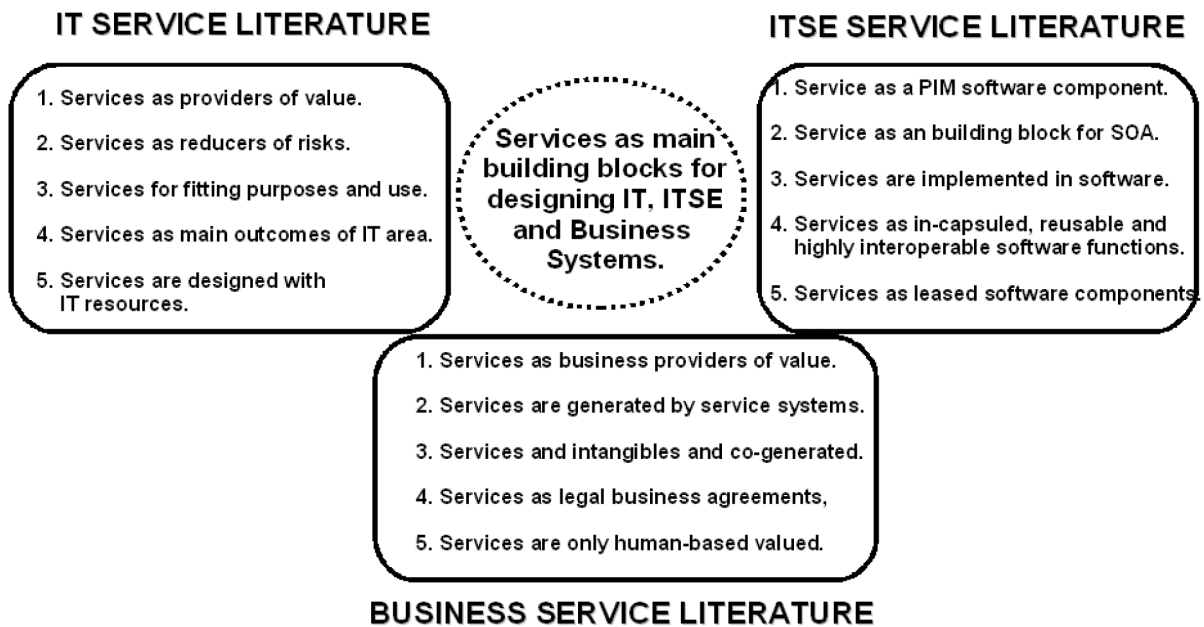 IT SERVICE LITERATURE
1. Services as providers of value.
2. Services as reducers of risks.
3. Services for fitting purposes and use.
4. Services as main outcomes of IT area.
5. Services are designed with
IT resources.
Services as main
building blocks for
designing IT, ITSE
and Business
Systems.
ITSE SERVICE LITERATURE
1. Service as a PIM software component.
2. Service as an building block for SOA.
3. Services are implemented in software.
4. Services as in-capsuled, reusable and
highly interoperable software functions.
5. Services as leased software components.
1. Services as business providers of value.
2. Services are generated by service systems.
3. Services and intangibles and co-generated.
4. Services as legal business agreements,
5. Services are only human-based valued.
BUSINESS SERVICE LITERATURE